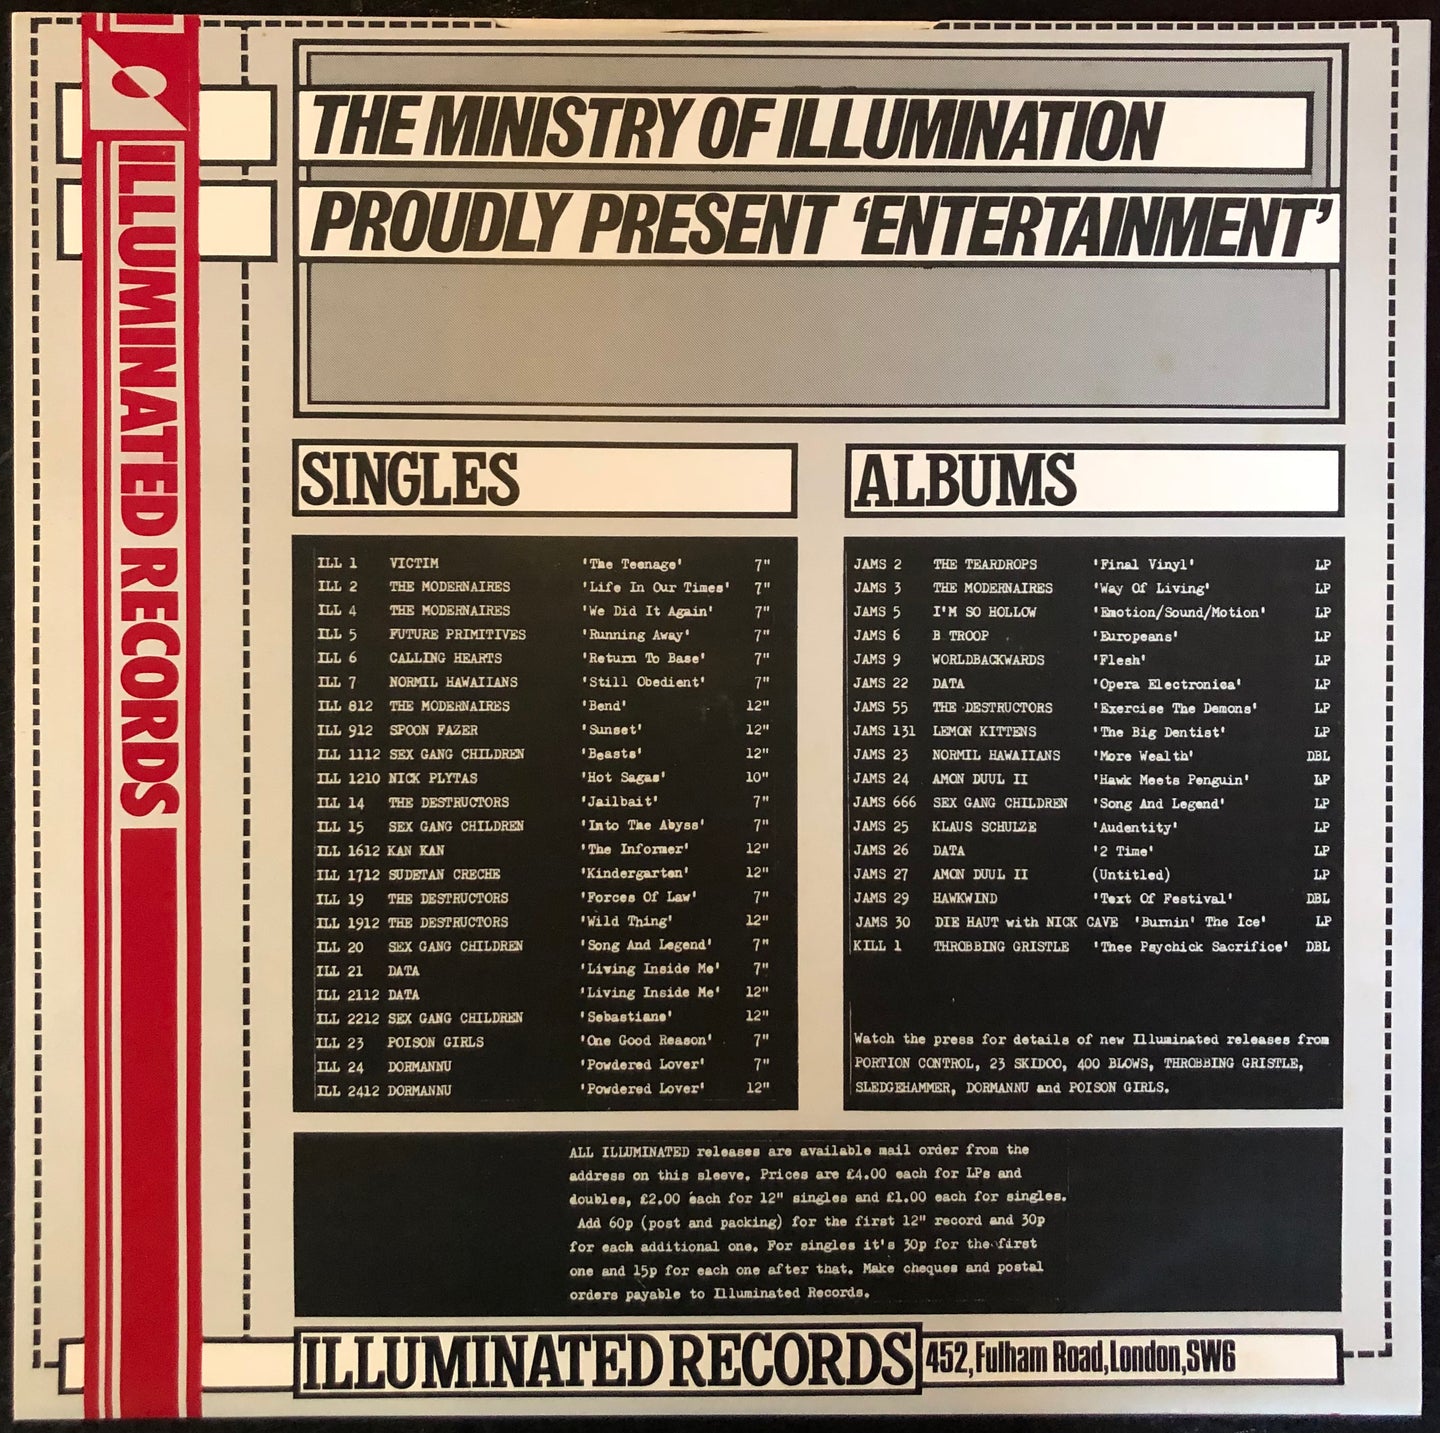 ILLUMINATED RECORDS
THE MINISTRY OF ILLUMINATION
PROUDLY PRESENT ‘ENTERTAINMENT’
SINGLES
ILL 1 VICTIM 'The Teenage' 7"
ILL 2 THE MODERNAIRES 'Life In Our Times' 7"
ILL 4 THE MODERNAIRES 'We Did It Again' 7"
ILL 5 FUTURE PRIMITIVES 'Running Away' 7"
ILL 6 CALLING HEARTS 'Return To Base' 7"
ILL 7 NORMIL HAWAIIANS 'Still Obedient' 7"
ILL 812 THE MODERNAIRES 'Bend' 12"
ILL 912 SPOON FAZER 'Sunset' 12"
ILL 1112 SEX GANG CHILDREN 'Beasts' 12"
ILL 1210 NICK PLYTAS 'Hot Sagas' 10"
ILL 14 THE DESTRUCTORS 'Jailbait' 7"
ILL 15 SEX GANG CHILDREN 'Into The Abyss' 7"
ILL 1612 KAN KAN 'The Informer' 12"
ILL 1712 SUDETAN CRECHE 'Kindergarten' 12"
ILL 19 THE DESTRUCTORS 'Forces Of Law' 7"
ILL 1912 THE DESTRUCTORS 'Wild Thing' 12"
ILL 20 SEX GANG CHILDREN 'Song And Legend' 7"
ILL 21 DATA 'Living Inside Me' 7"
ILL 2112 DATA 'Living Inside Me' 12"
ILL 2212 SEX GANG CHILDREN 'Sebastiane' 12"
ILL 23 POISON GIRLS 'One Good Reason' 7"
ILL 24 DORMANNU 'Powdered Lover' 7"
ILL 2412 DORMANNU 'Powdered Lover' 12"
ALBUMS
JAMS 2 THE TEARDROPS 'Final Vinyl' LP
JAMS 3 THE MODERNAIRES 'Way Of Living' LP
JAMS 5 I'M SO HOLLOW 'Emotion/Sound/Motion' LP
JAMS 6 B TROOP 'Europeans' LP
JAMS 9 WORLDBACKWARDS 'Flesh' LP
JAMS 22 DATA 'Opera Electronica' LP
JAMS 55 THE DESTRUCTORS 'Exercise The Demons' LP
JAMS 131 LEMON KITTENS 'The Big Dentist' LP
JAMS 23 NORMIL HAWAIIANS 'More Wealth' DBL
JAMS 24 AMON DUUL II 'Hawk Meets Penguin' LP
JAMS 666 SEX GANG CHILDREN 'Song And Legend' LP
JAMS 25 KLAUS SCHULZE 'Audentity' LP
JAMS 26 DATA '2 Time' LP
JAMS 27 AMON DUUL II (Untitled) LP
JAMS 29 HAWKWIND 'Text Of Festival' DBL
JAMS 30 DIE HAUT with NICK CAVE 'Burnin' The Ice' LP
KILL 1 THROBBING GRISTLE 'Thee Psychick Sacrifice' DBL
Watch the press for details of new Illuminated releases from
PORTION CONTROL, 23 SKIDOO, 400 BLOWS, THROBBING GRISTLE,
SLEDGEHAMMER, DORMANNU and POISON GIRLS.
ALL ILLUMINATED releases are available mail order from the
address on this sleeve. Prices are £4.00 each for LPs and
doubles, £2.00 each for 12" singles and £1.00 each for singles.
Add 60p (post and packing) for the first 12" record and 30p
for each additional one. For singles it's 30p for the first
one and 15p for each one after that. Make cheques and postal
orders payable to Illuminated Records.
ILLUMINATED RECORDS 452, Fulham Road, London, SW6